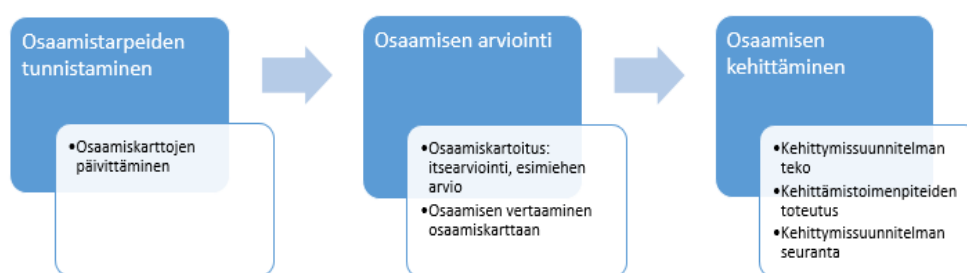 Osaamistarpeiden
tunnistaminen
•Osaamiskarttojen
päivittäminen
Osaamisen arviointi
•Osaamiskartoitus:
itsearviointi, esimiehen
arvio
•Osaamisen vertaaminen
osaamiskarttaan
Osaamisen
kehittäminen
•Kehittymissuunnitelman
teko
•Kehittämistoimenpiteiden
toteutus
•Kehittymissuunnitelman
seuranta